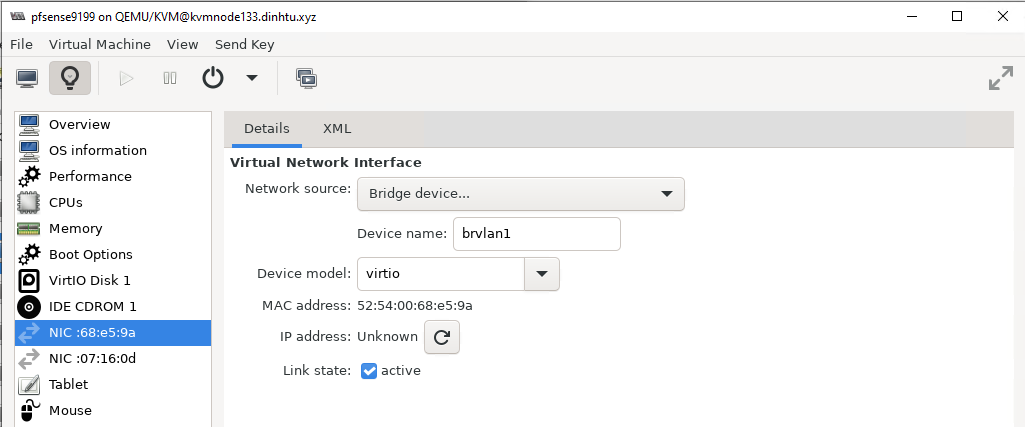 pfsense9199 on QEMU/KVM@kvmnode133.dinhtu.xyz
File Virtual Machine View Send Key
Overview
OS information
Performance
CPUs
Memory
Boot Options
VirtIO Disk 1
IDE CDROM 1
NIC :68:e5:9a
NIC :07:16:0d
Tablet
Mouse
Details XML
Virtual Network Interface
Network source: Bridge device...
Device name: brvlan1
Device model: virtio
MAC address: 52:54:00:68:e5:9a
IP address: Unknown
Link state: active